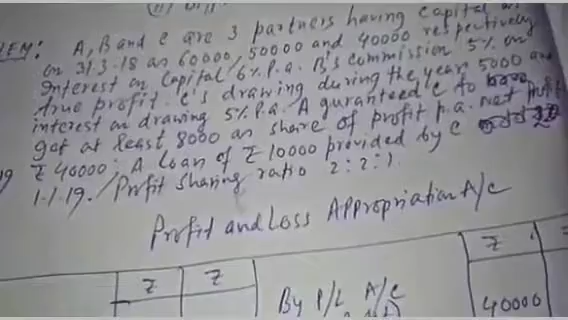 EM: A, B and C are 3 partners having capital
on 31.3.18 as 60000, 50000 and 40000 respectively
Interest on Capital 6% P.a. B's Commission 5% on
true profit. C's drawing during the year 5000 and
interest on drawing 5% P.a. A guranteed C to
get at least 8000 as share of profit p.a. net profit
₹ 40000. A Loan of ₹ 10000 provided by C
1.1.19. Profit Sharing ratio 2:2:1
Profit and Loss Appropriation A/c
₹ ₹ ₹
By P/L A/c 40000